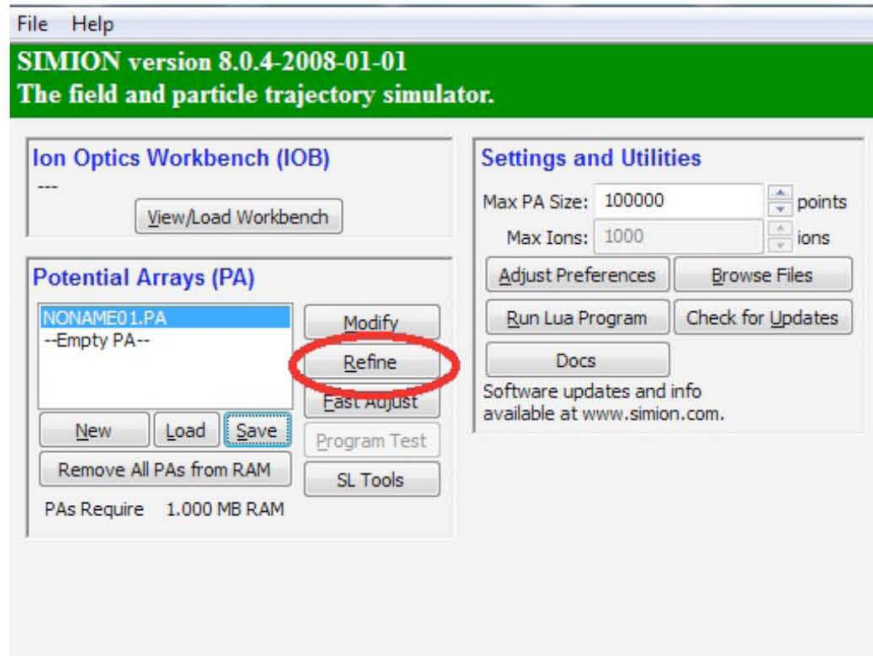 File Help
SIMION version 8.0.4-2008-01-01
The field and particle trajectory simulator.
Ion Optics Workbench (IOB)
---
View/Load Workbench
Potential Arrays (PA)
NONAME01.PA
--Empty PA--
Modify
Refine
Fast Adjust
New Load Save
Program Test
Remove All PAs from RAM
SL Tools
PAs Require 1.000 MB RAM
Settings and Utilities
Max PA Size: 100000 points
Max Ions: 1000 ions
Adjust Preferences Browse Files
Run Lua Program Check for Updates
Docs
Software updates and info
available at www.simion.com.